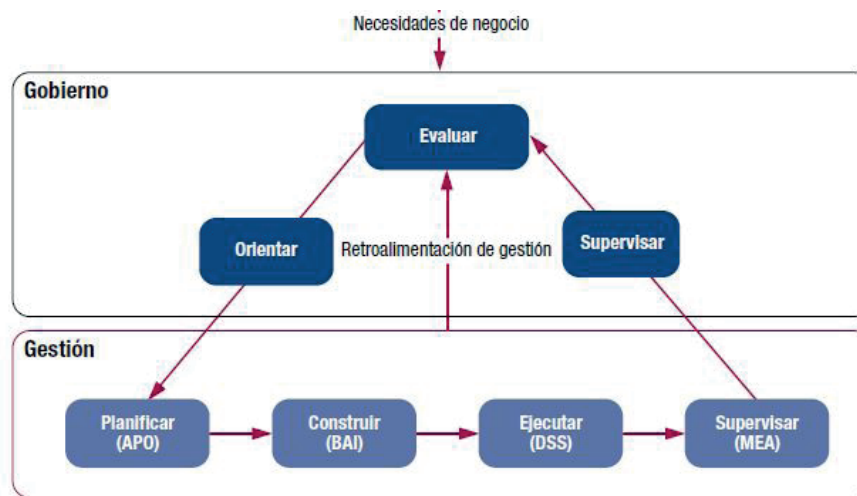 Necesidades de negocio
Gobierno
Evaluar
Orientar
Retroalimentación de gestión
Supervisar
Gestión
Planificar
(APO)
Construir
(BAI)
Ejecutar
(DSS)
Supervisar
(MEA)